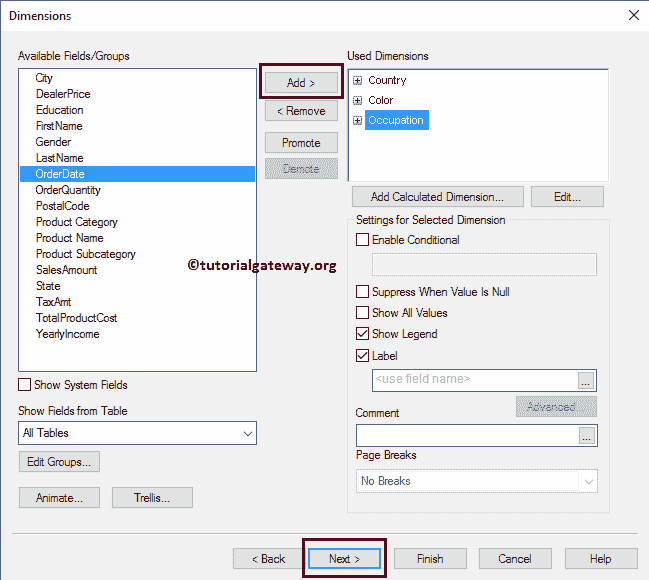 Dimensions
Available Fields/Groups
City
DealerPrice
Education
FirstName
Gender
LastName
OrderDate
OrderQuantity
PostalCode
Product Category
Product Name
Product Subcategory
SalesAmount
State
TaxAmt
TotalProductCost
YearlyIncome
Show System Fields
Show Fields from Table
All Tables
Edit Groups...
Animate...
Trellis...
Add >
< Remove
Promote
Demote
Used Dimensions
Country
Color
Occupation
Add Calculated Dimension...
Edit...
Settings for Selected Dimension
Enable Conditional
Suppress When Value Is Null
Show All Values
Show Legend
Label
<use field name>
...
Advanced...
Comment
...
Page Breaks
No Breaks
©tutorialgateway.org
< Back
Next >
Finish
Cancel
Help